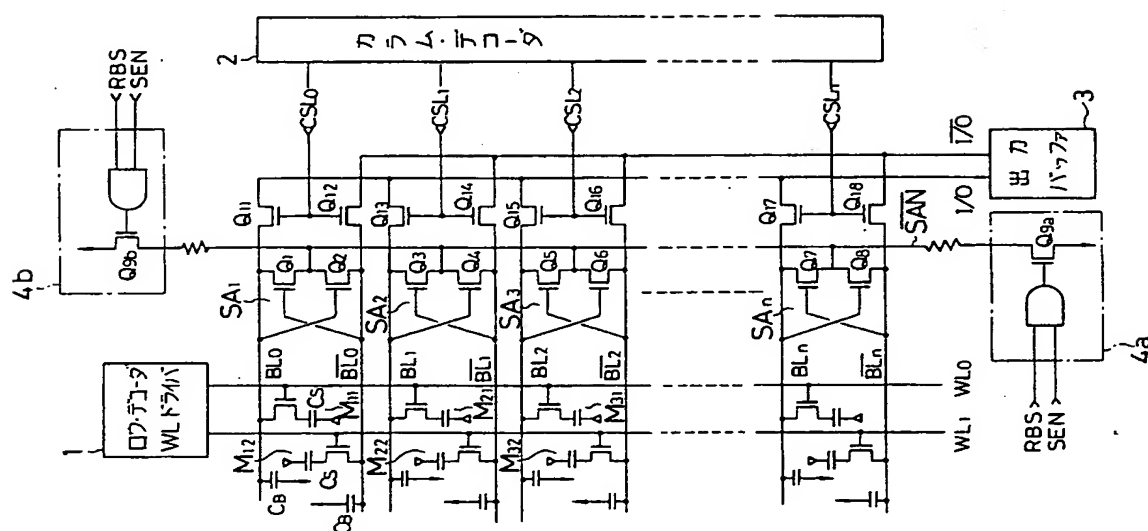 4b
RBS
SEN
Q9b
2
カラム・デコーダ
CSL0
CSL1
CSL2
CSLn
Q11
Q12
Q13
Q14
Q15
Q16
Q17
Q18
I/O
I/O
3
出力
バッファ
SAN
Q1
Q2
Q3
Q4
Q5
Q6
Q7
Q8
Q9a
SA1
SA2
SA3
SAn
4a
RBS
SEN
1
ロウ・デコーダ
WLドライバ
BL0
BL0
BL1
BL1
BL2
BL2
BLn
BLn
WL0
WL1
CS
M11
M21
M31
M12
M22
M32
CS
CB
CB